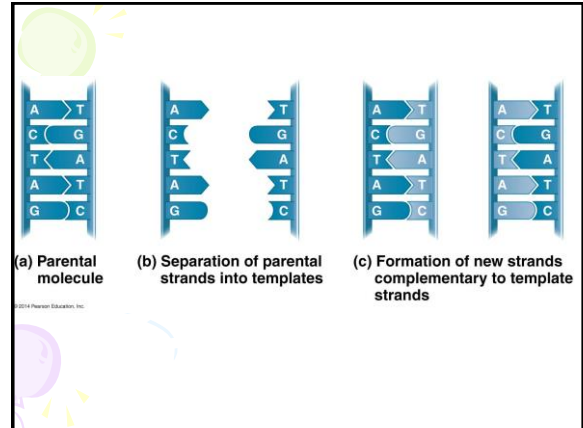 A T A T A T A T
C G C G C G C G
T A T A T A T A
A T A T A T A T
G C G C G C G C
(a) Parental
molecule
(b) Separation of parental
strands into templates
(c) Formation of new strands
complementary to template
strands
© 2014 Pearson Education, Inc.